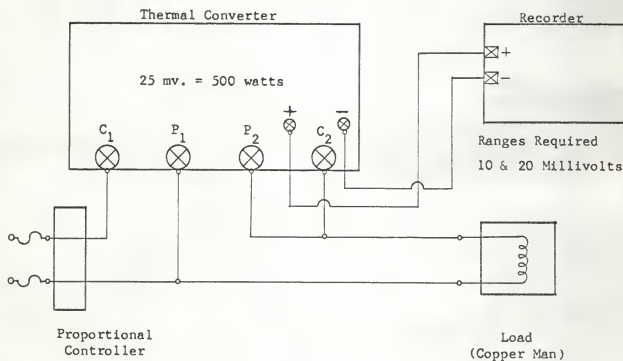 Thermal Converter
Recorder
25 mv. = 500 watts
+
−
+
−
C1
P1
P2
C2
Ranges Required
10 & 20 Millivolts
Proportional
Controller
Load
(Copper Man)